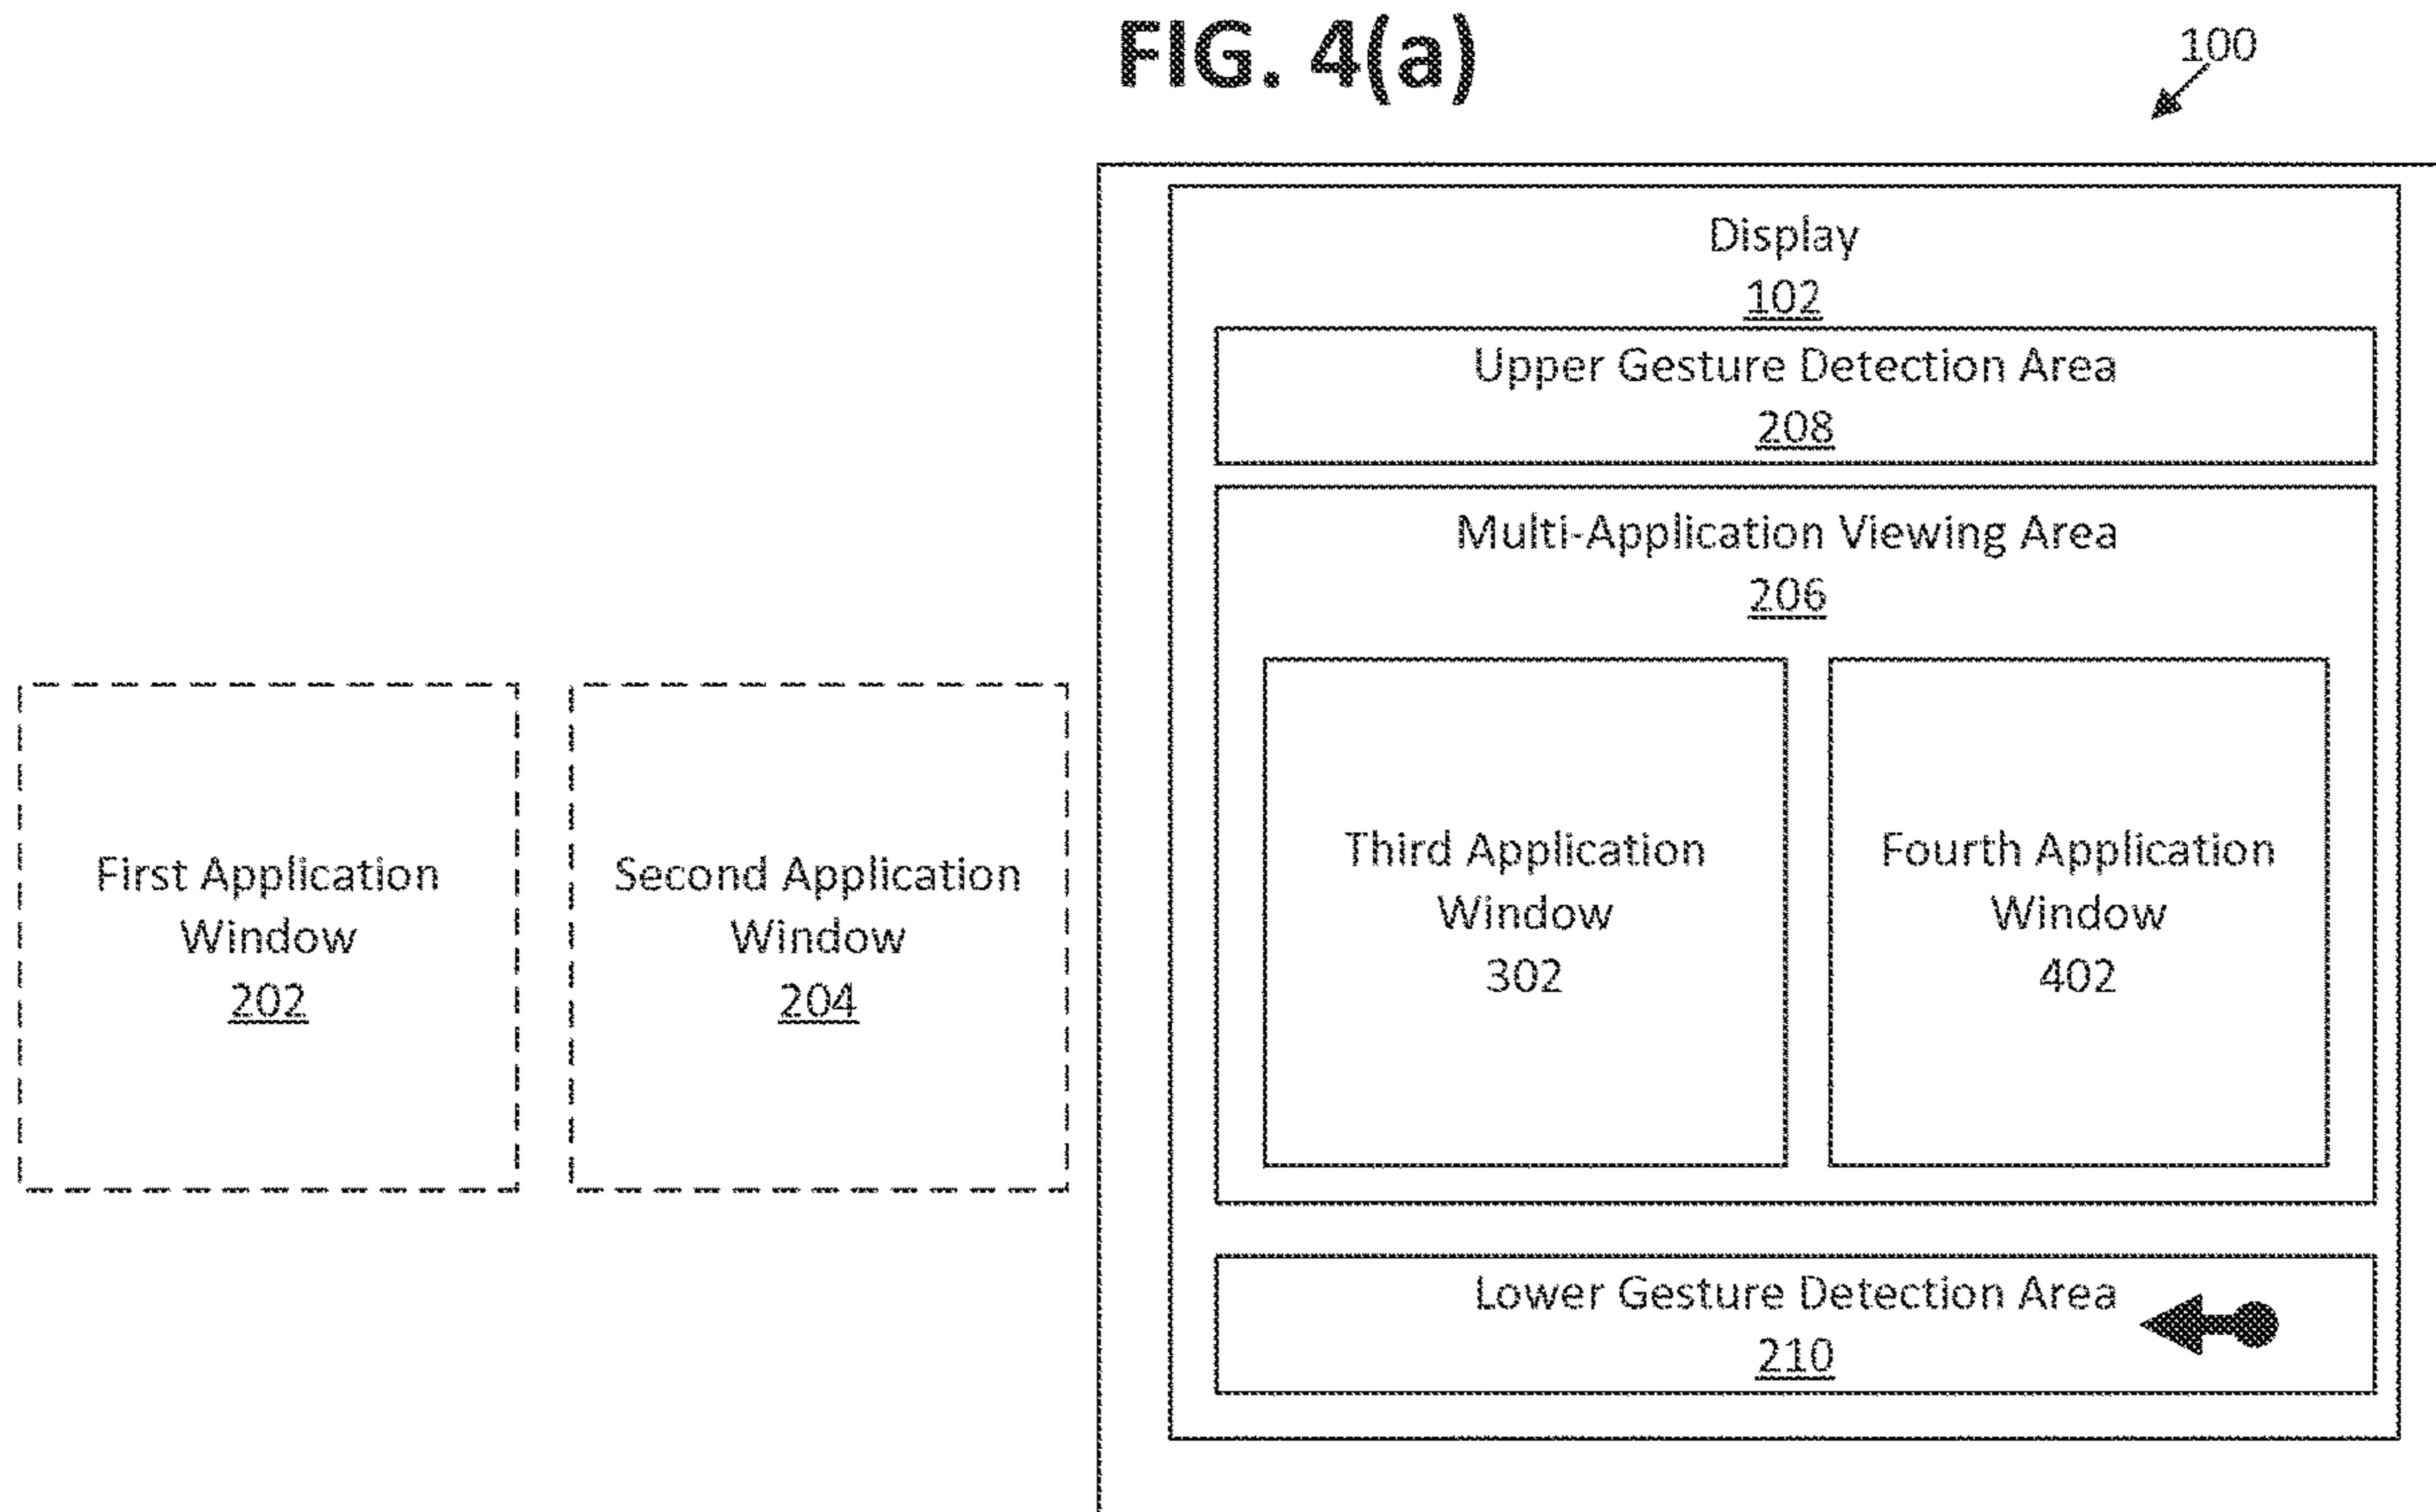 FIG. 4(a)
100
Display
102
Upper Gesture Detection Area
208
Multi-Application Viewing Area
206
First Application
Window
202
Second Application
Window
204
Third Application
Window
302
Fourth Application
Window
402
Lower Gesture Detection Area
210